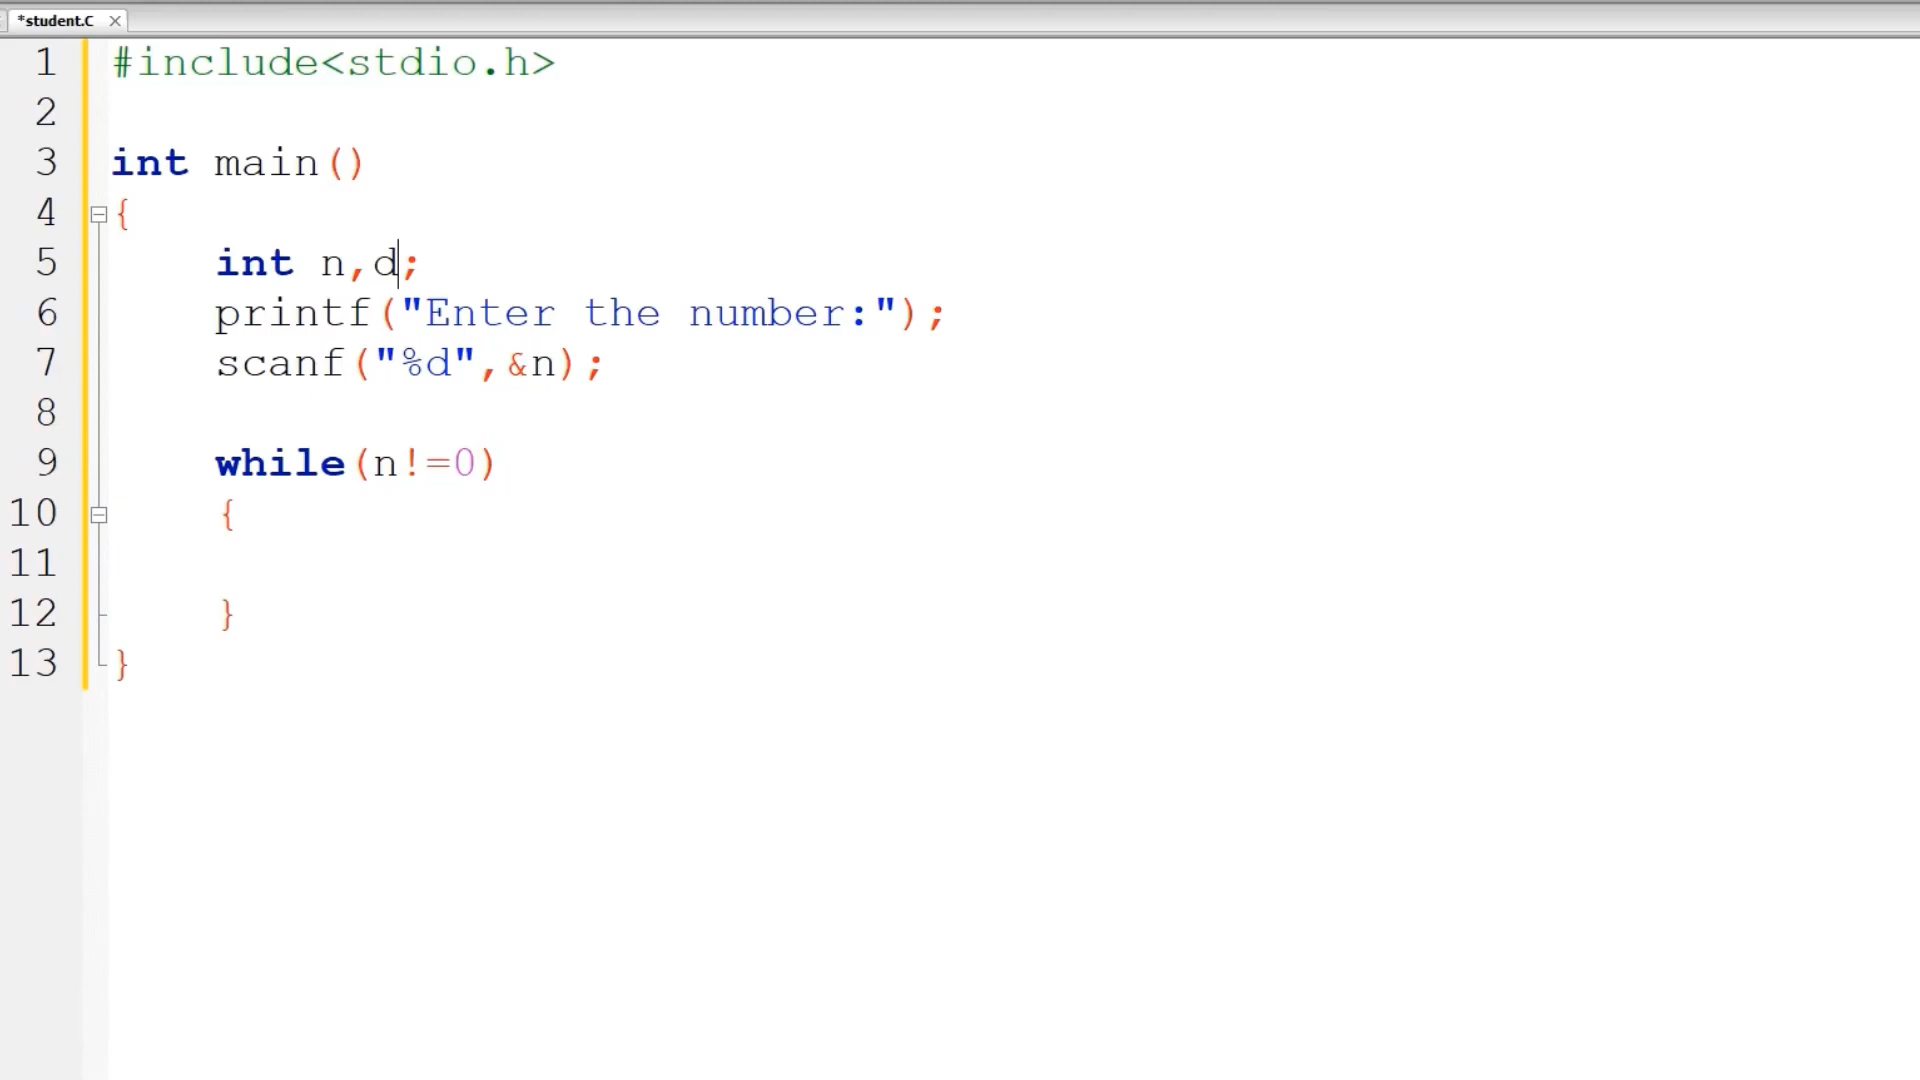 *student.C
1 #include<stdio.h>
2
3 int main()
4 {
5 int n,d;
6 printf("Enter the number:");
7 scanf("%d",&n);
8
9 while(n!=0)
10 {
11
12 }
13 }